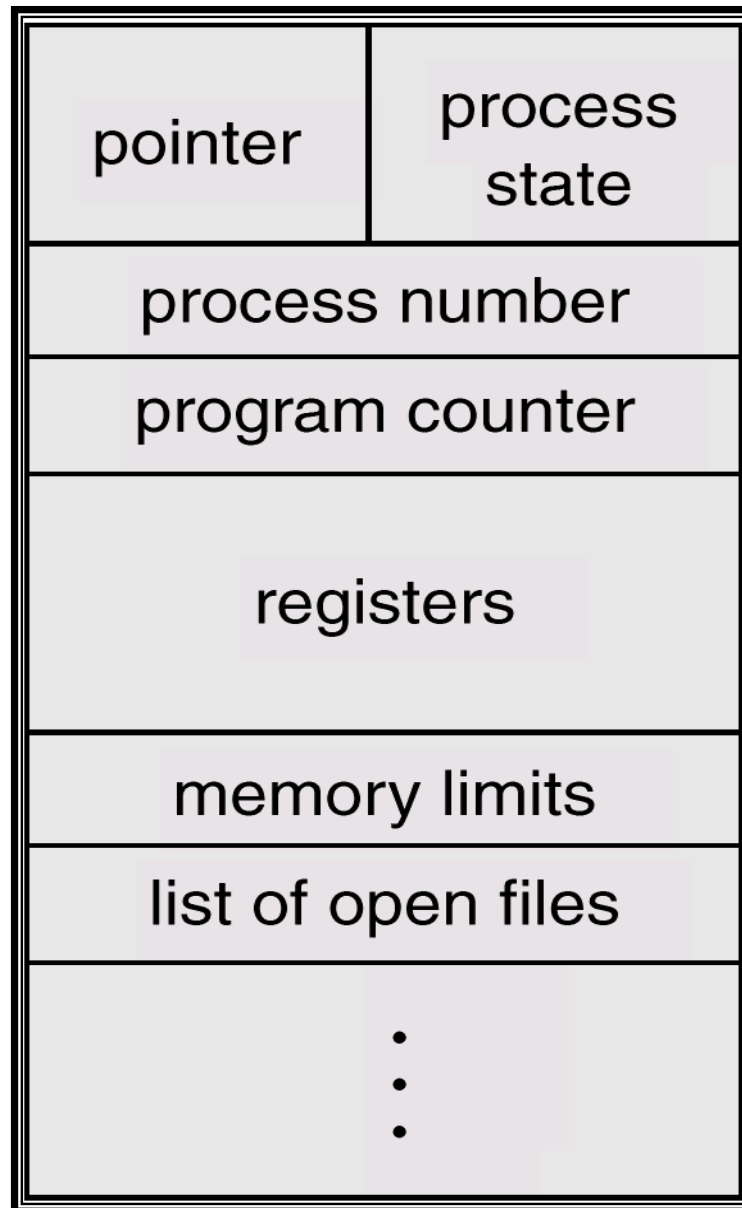 pointer
process
state
process number
program counter
registers
memory limits
list of open files